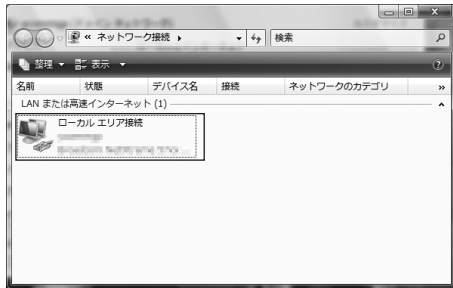 « ネットワーク接続
検索
整理 表示
名前 状態 デバイス名 接続 ネットワークのカテゴリ »
LAN または高速インターネット (1)
ローカル エリア接続